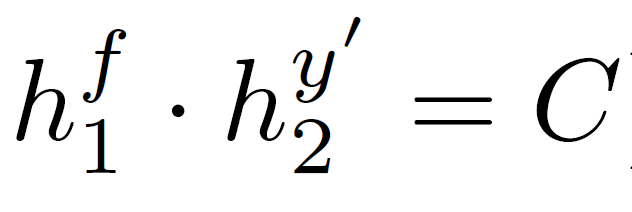 h_1^f · h_2^{y'} = C